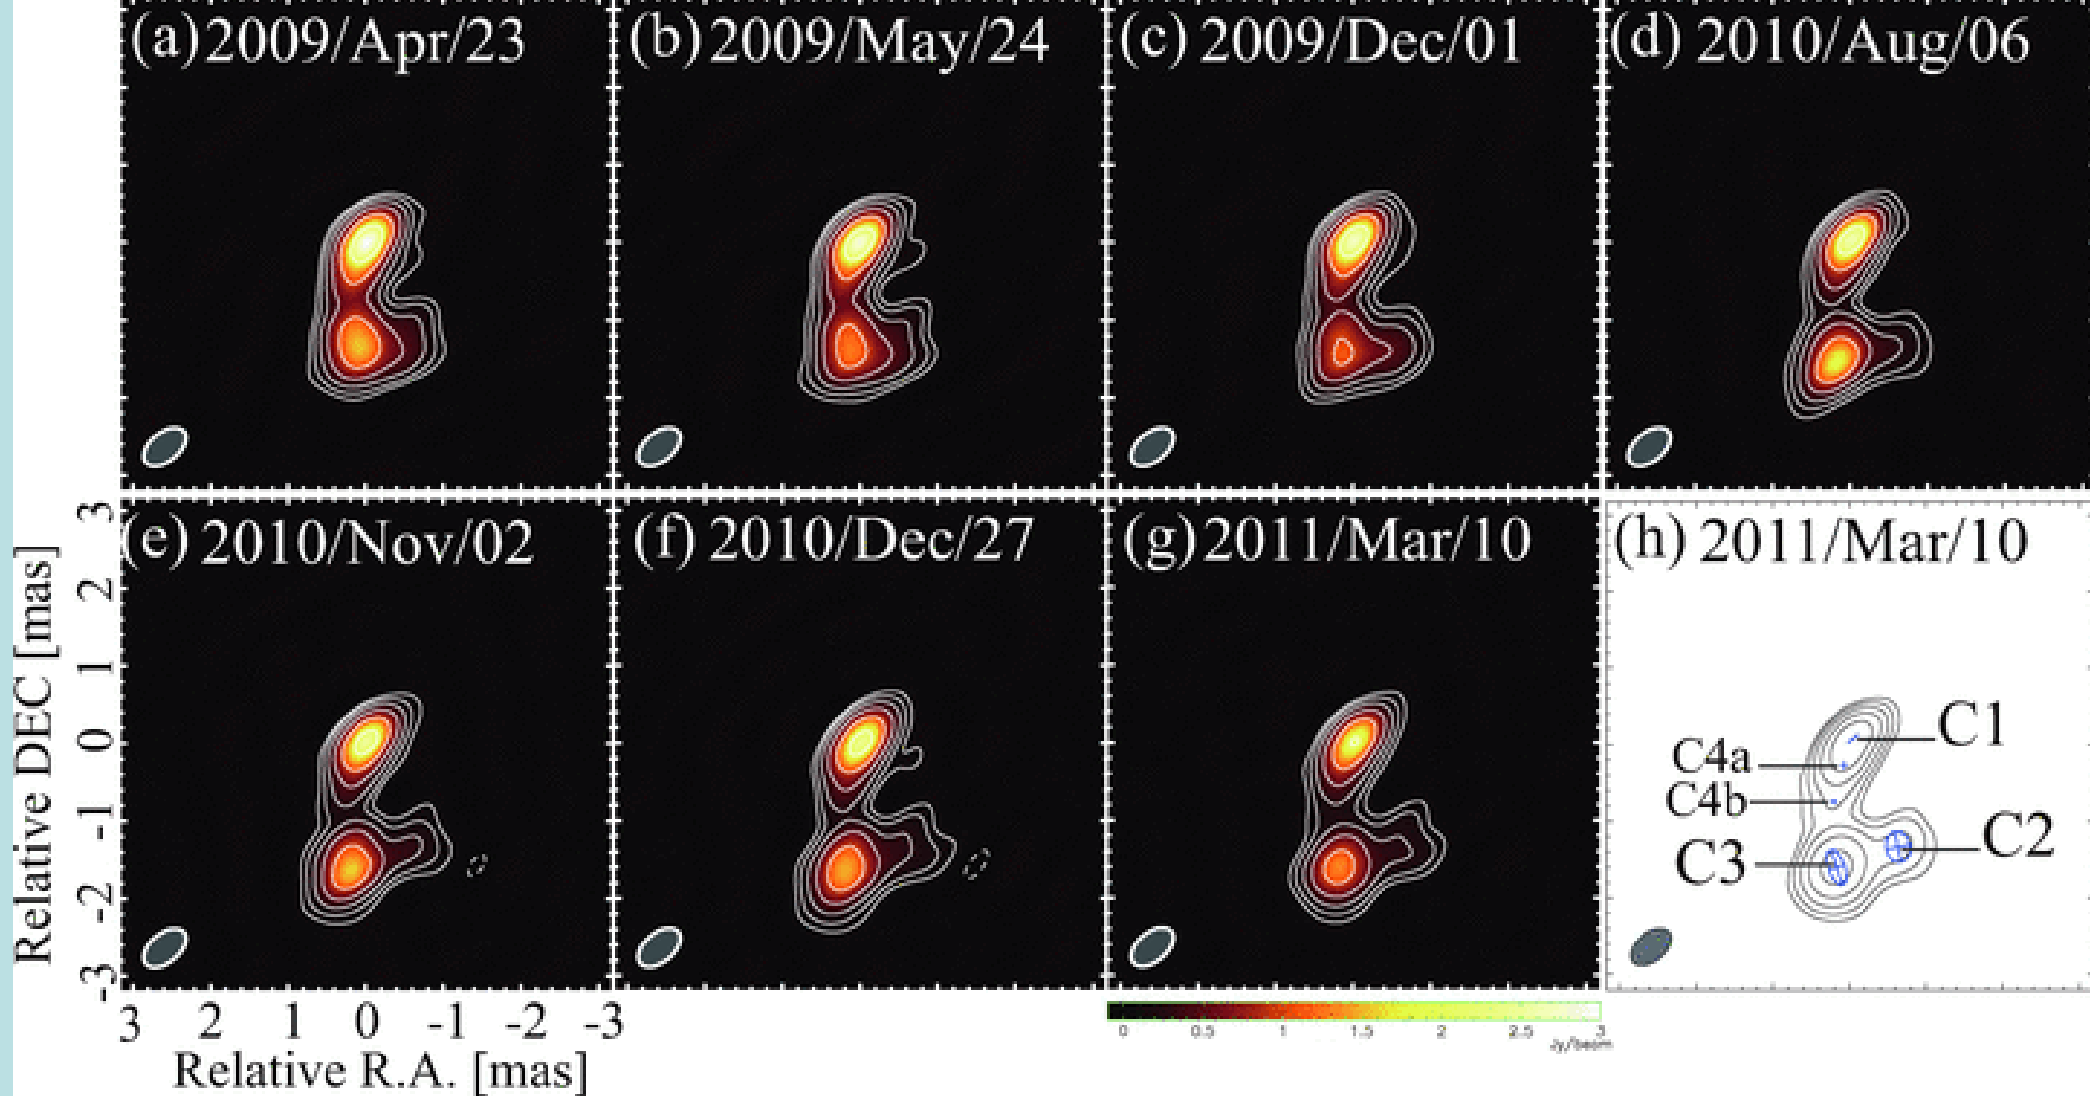 (a) 2009/Apr/23
(b) 2009/May/24
(c) 2009/Dec/01
(d) 2010/Aug/06
(e) 2010/Nov/02
(f) 2010/Dec/27
(g) 2011/Mar/10
(h) 2011/Mar/10
C1
C4a
C4b
C3
C2
Relative DEC [mas]
3
2
1
0
-1
-2
-3
3 2 1 0 -1 -2 -3
Relative R.A. [mas]
0 0.5 1 1.5 2 2.5 3
Jy/beam